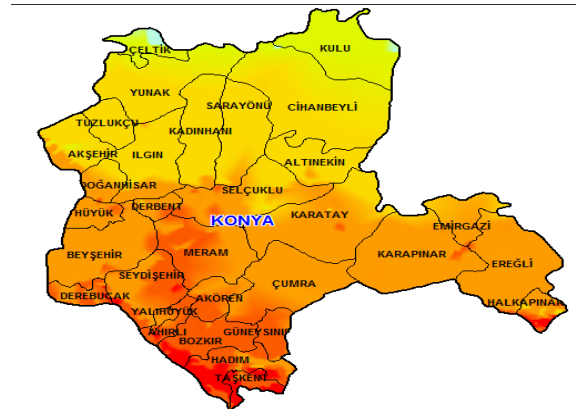 ÇELTİK
KULU
YUNAK
SARAYÖNÜ
CİHANBEYLİ
TUZLUKÇU
KADINHANI
AKŞEHİR
ILGIN
ALTINEKİN
DOĞANHİSAR
SELÇUKLU
HÜYÜK
DERBENT
KONYA
KARATAY
EMİRGAZİ
BEYŞEHİR
MERAM
KARAPINAR
EREĞLİ
SEYDİŞEHİR
ÇUMRA
DEREBUCAK
AKÖREN
HALKAPINAR
YALIHÜYÜK
AHIRLI
BOZKIR
GÜNEYSINIR
HADIM
TAŞKENT